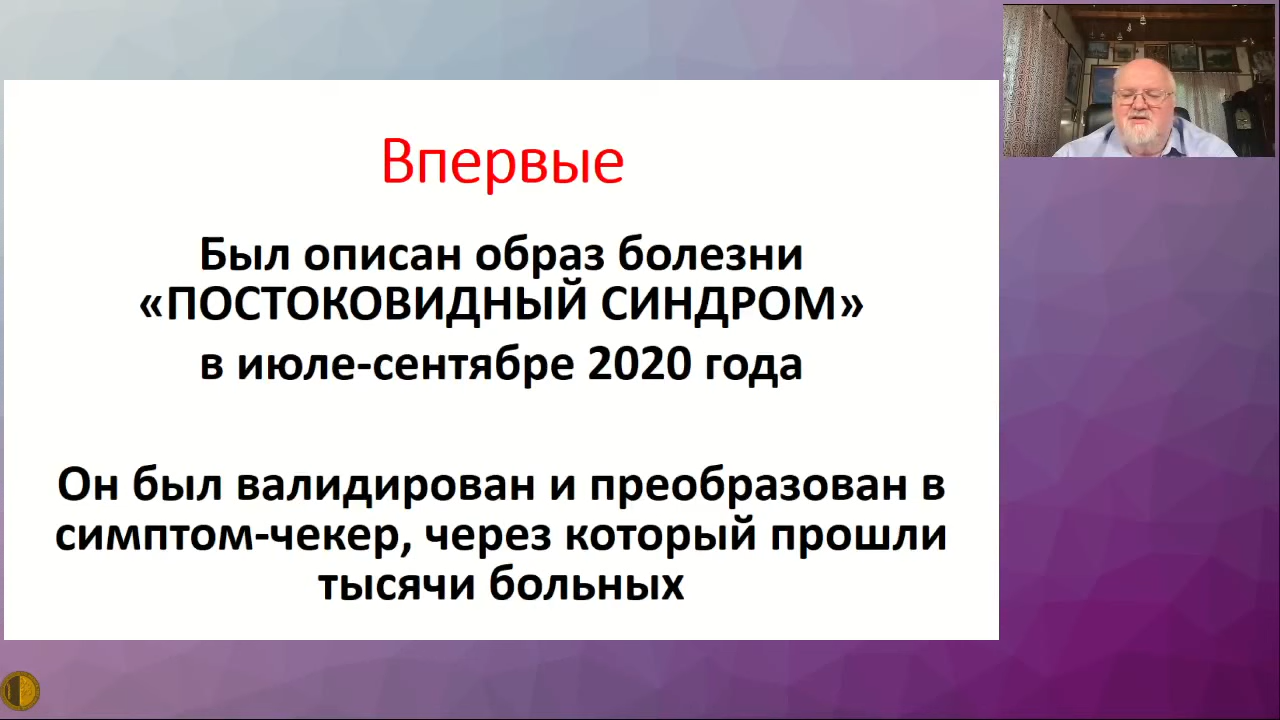 Впервые
Был описан образ болезни
«ПОСТОКОВИДНЫЙ СИНДРОМ»
в июле-сентябре 2020 года
Он был валидирован и преобразован в
симптом-чекер, через который прошли
тысячи больных